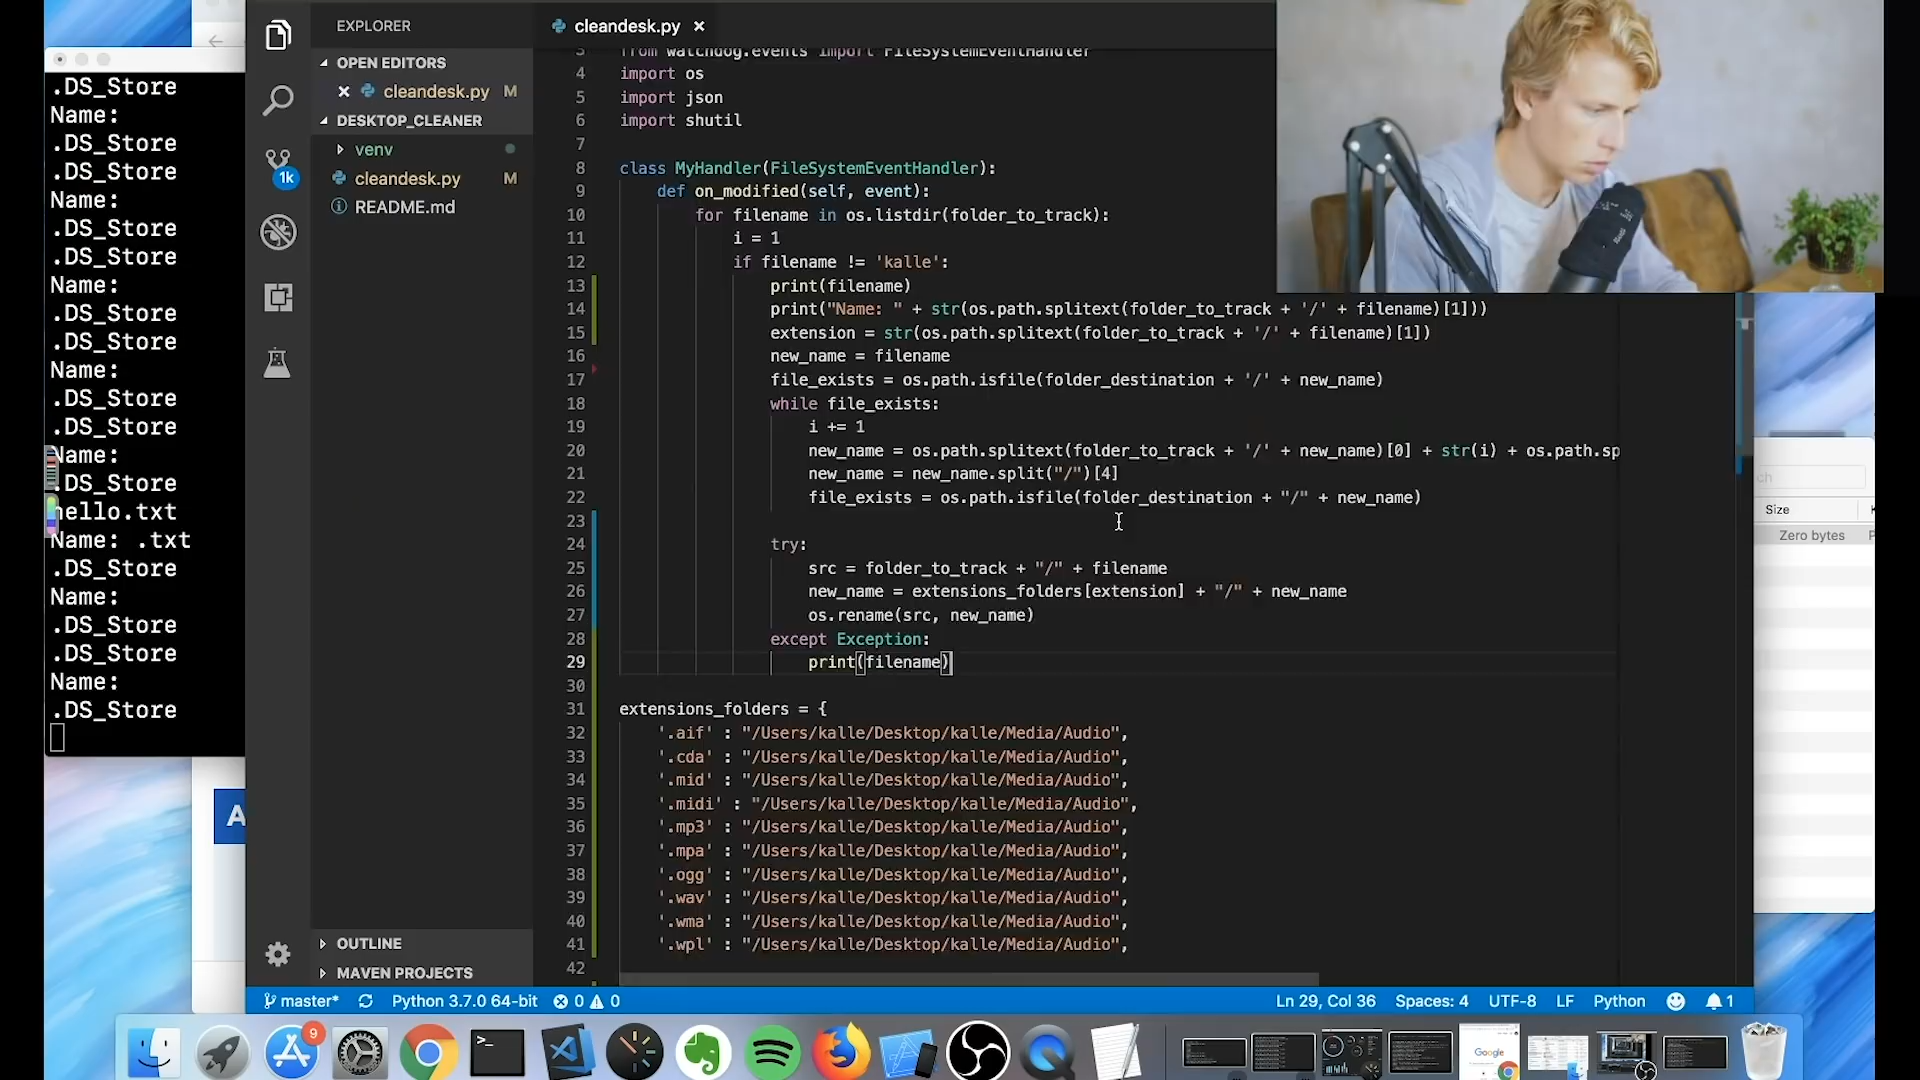 .DS_Store
Name:
.DS_Store
.DS_Store
Name:
.DS_Store
.DS_Store
Name:
.DS_Store
.DS_Store
Name:
.DS_Store
.DS_Store
Name:
.DS_Store
hello.txt
Name: .txt
.DS_Store
Name:
.DS_Store
.DS_Store
Name:
.DS_Store
A
EXPLORER
OPEN EDITORS
cleandesk.py M
DESKTOP_CLEANER
venv
cleandesk.py M
README.md
1k
OUTLINE
MAVEN PROJECTS
cleandesk.py
3 from watchdog.events import FileSystemEventHandler
4 import os
5 import json
6 import shutil
7
8 class MyHandler(FileSystemEventHandler):
9 def on_modified(self, event):
10 for filename in os.listdir(folder_to_track):
11 i = 1
12 if filename != 'kalle':
13 print(filename)
14 print("Name: " + str(os.path.splitext(folder_to_track + '/' + filename)[1]))
15 extension = str(os.path.splitext(folder_to_track + '/' + filename)[1])
16 new_name = filename
17 file_exists = os.path.isfile(folder_destination + '/' + new_name)
18 while file_exists:
19 i += 1
20 new_name = os.path.splitext(folder_to_track + '/' + new_name)[0] + str(i) + os.path.sp
21 new_name = new_name.split("/")[4]
22 file_exists = os.path.isfile(folder_destination + "/" + new_name)
23
24 try:
25 src = folder_to_track + "/" + filename
26 new_name = extensions_folders[extension] + "/" + new_name
27 os.rename(src, new_name)
28 except Exception:
29 print(filename)
30
31 extensions_folders = {
32 '.aif' : "/Users/kalle/Desktop/kalle/Media/Audio",
33 '.cda' : "/Users/kalle/Desktop/kalle/Media/Audio",
34 '.mid' : "/Users/kalle/Desktop/kalle/Media/Audio",
35 '.midi' : "/Users/kalle/Desktop/kalle/Media/Audio",
36 '.mp3' : "/Users/kalle/Desktop/kalle/Media/Audio",
37 '.mpa' : "/Users/kalle/Desktop/kalle/Media/Audio",
38 '.ogg' : "/Users/kalle/Desktop/kalle/Media/Audio",
39 '.wav' : "/Users/kalle/Desktop/kalle/Media/Audio",
40 '.wma' : "/Users/kalle/Desktop/kalle/Media/Audio",
41 '.wpl' : "/Users/kalle/Desktop/kalle/Media/Audio",
42
ch
Size
Zero bytes
master* Python 3.7.0 64-bit 0 0 Ln 29, Col 36 Spaces: 4 UTF-8 LF Python 1
9
Google